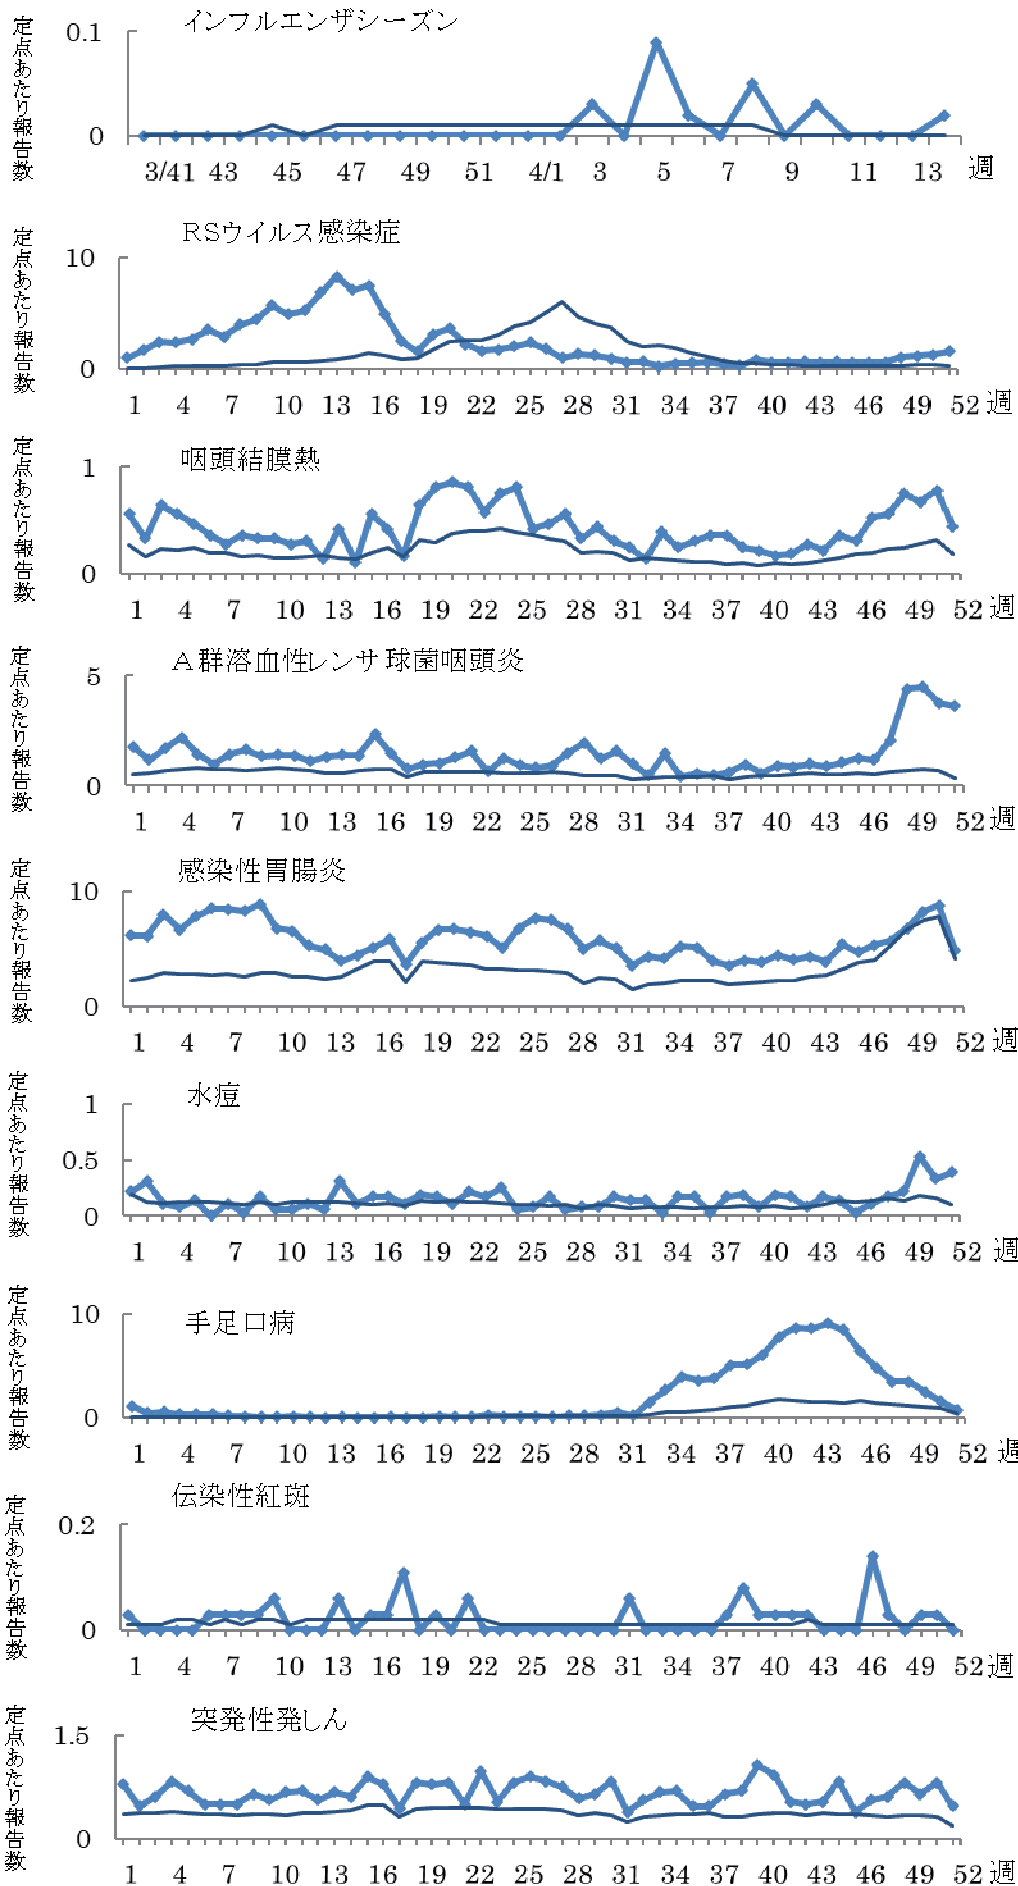 インフルエンザシーズン
定点あたり報告数
0.1
0
3/41 43 45 47 49 51 4/1 3 5 7 9 11 13 週
RSウイルス感染症
定点あたり報告数
10
0
1 4 7 10 13 16 19 22 25 28 31 34 37 40 43 46 49 52 週
咽頭結膜熱
定点あたり報告数
1
0
1 4 7 10 13 16 19 22 25 28 31 34 37 40 43 46 49 52 週
A群溶血性レンサ球菌咽頭炎
定点あたり報告数
5
0
1 4 7 10 13 16 19 22 25 28 31 34 37 40 43 46 49 52 週
感染性胃腸炎
定点あたり報告数
10
0
1 4 7 10 13 16 19 22 25 28 31 34 37 40 43 46 49 52 週
水痘
定点あたり報告数
1
0.5
0
1 4 7 10 13 16 19 22 25 28 31 34 37 40 43 46 49 52 週
手足口病
定点あたり報告数
10
0
1 4 7 10 13 16 19 22 25 28 31 34 37 40 43 46 49 52 週
伝染性紅斑
定点あたり報告数
0.2
0
1 4 7 10 13 16 19 22 25 28 31 34 37 40 43 46 49 52 週
突発性発しん
定点あたり報告数
1.5
0
1 4 7 10 13 16 19 22 25 28 31 34 37 40 43 46 49 52 週